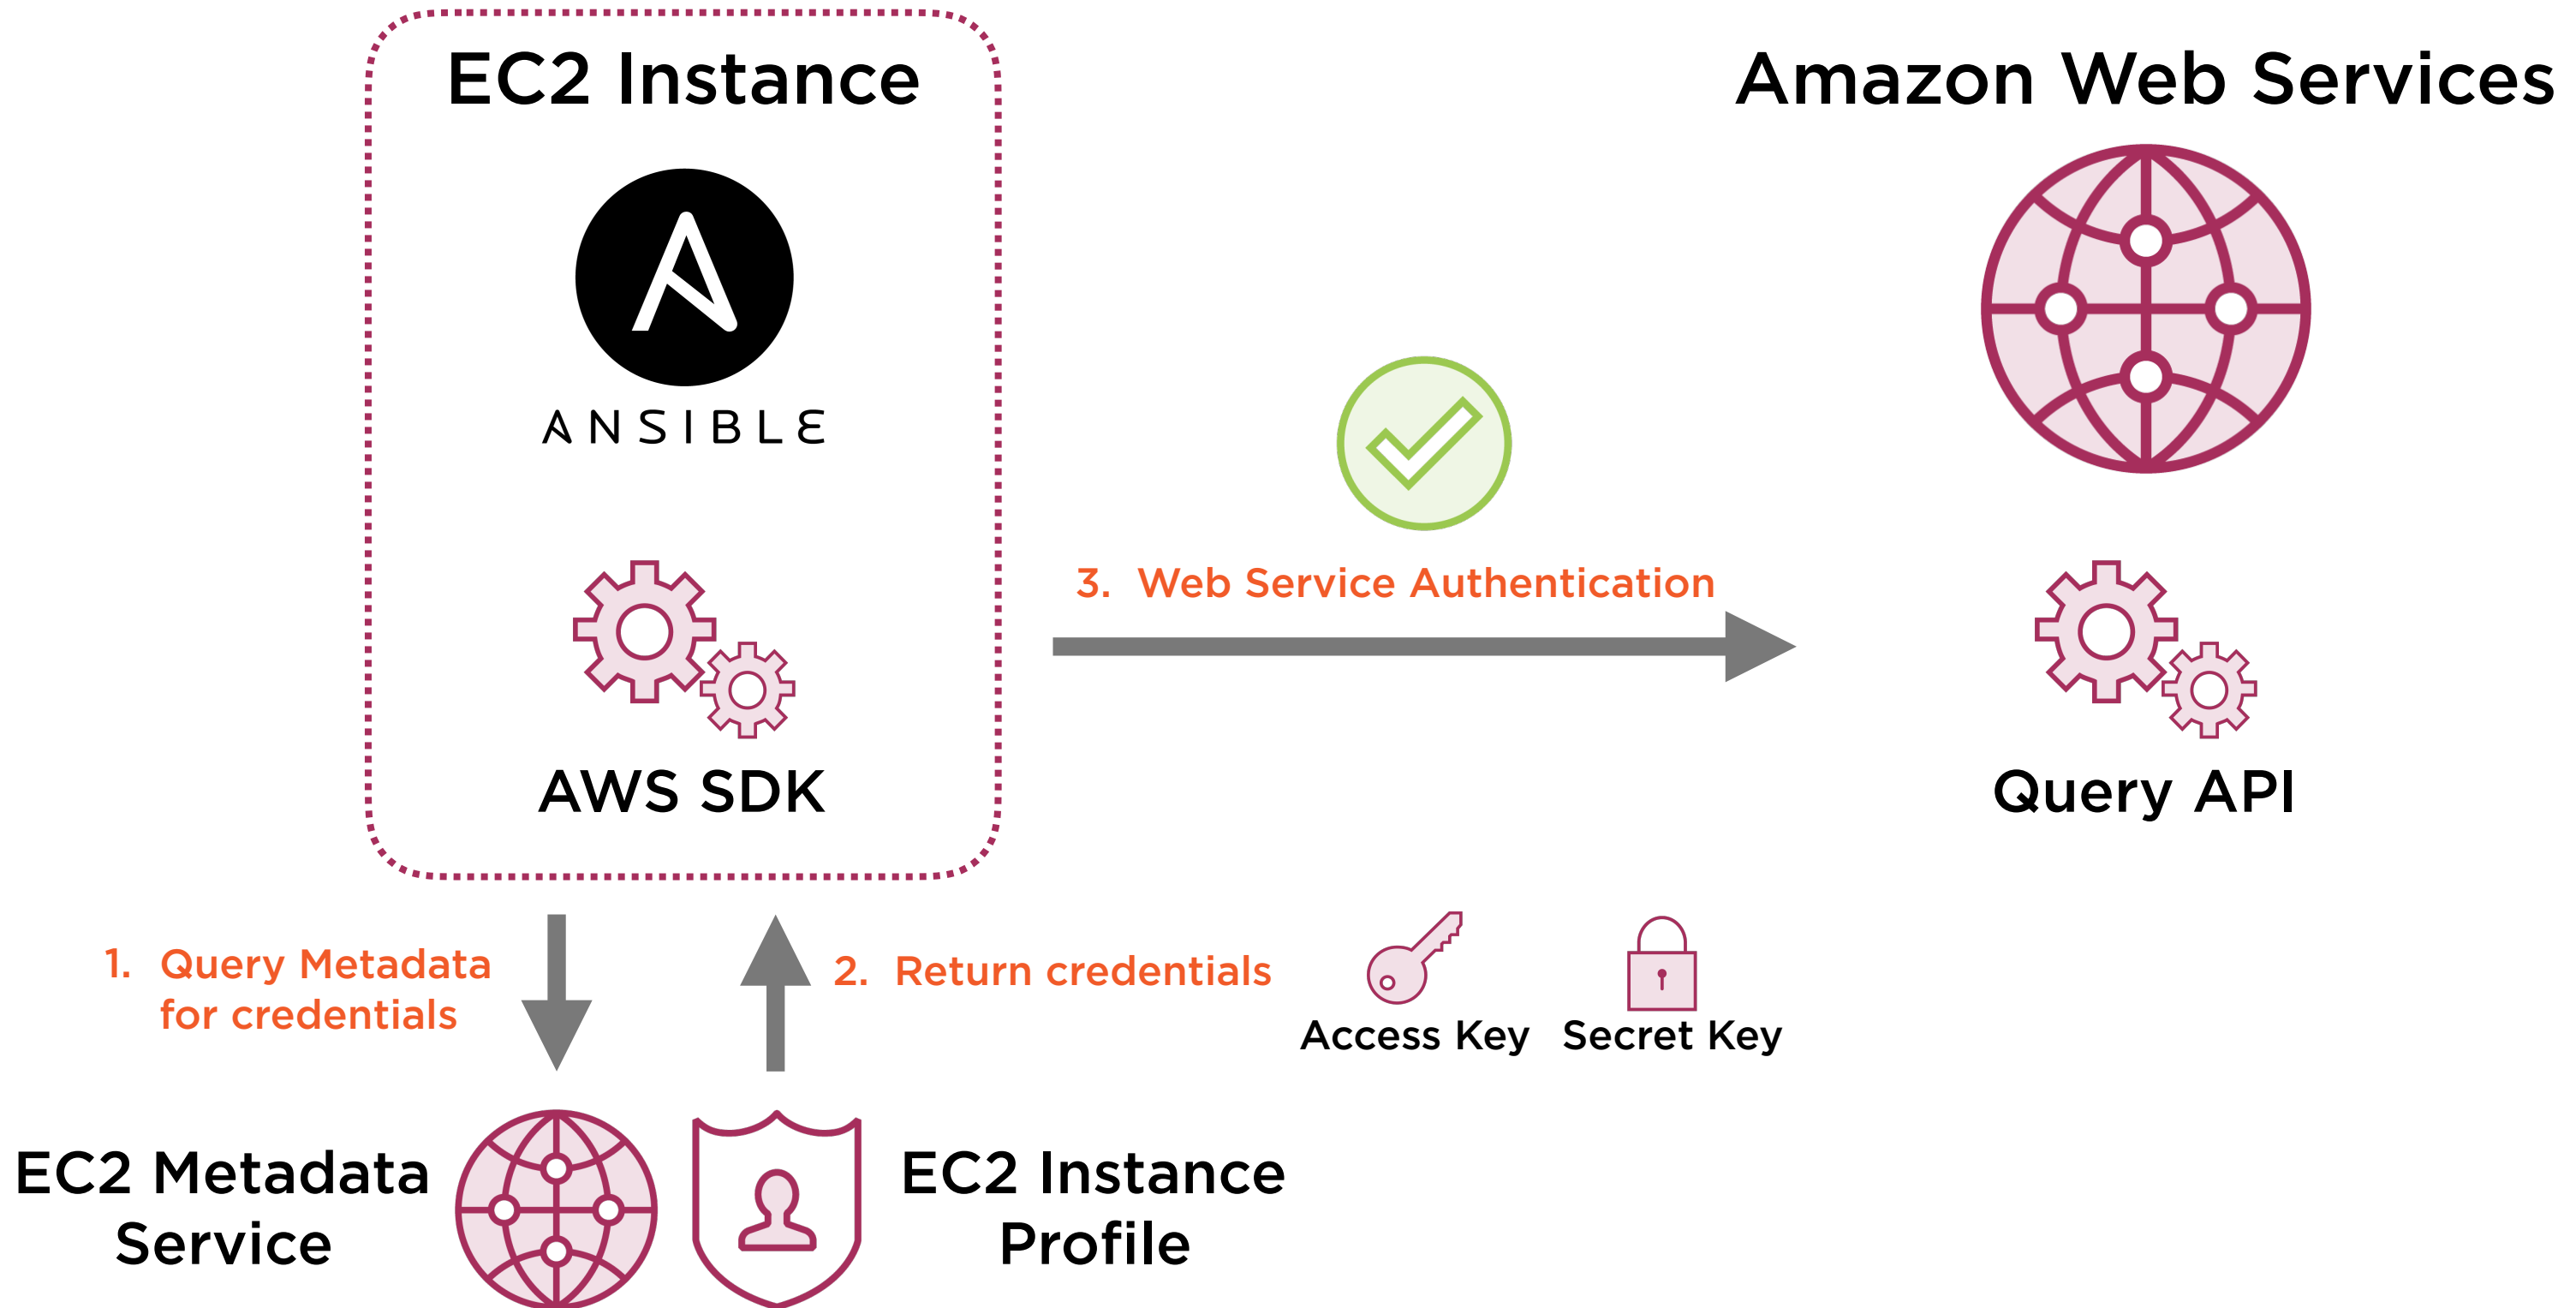 EC2 Instance
Amazon Web Services
ANSIBLE
3. Web Service Authentication
AWS SDK
Query API
1. Query Metadata
for credentials
2. Return credentials
Access Key
Secret Key
EC2 Metadata
Service
EC2 Instance
Profile